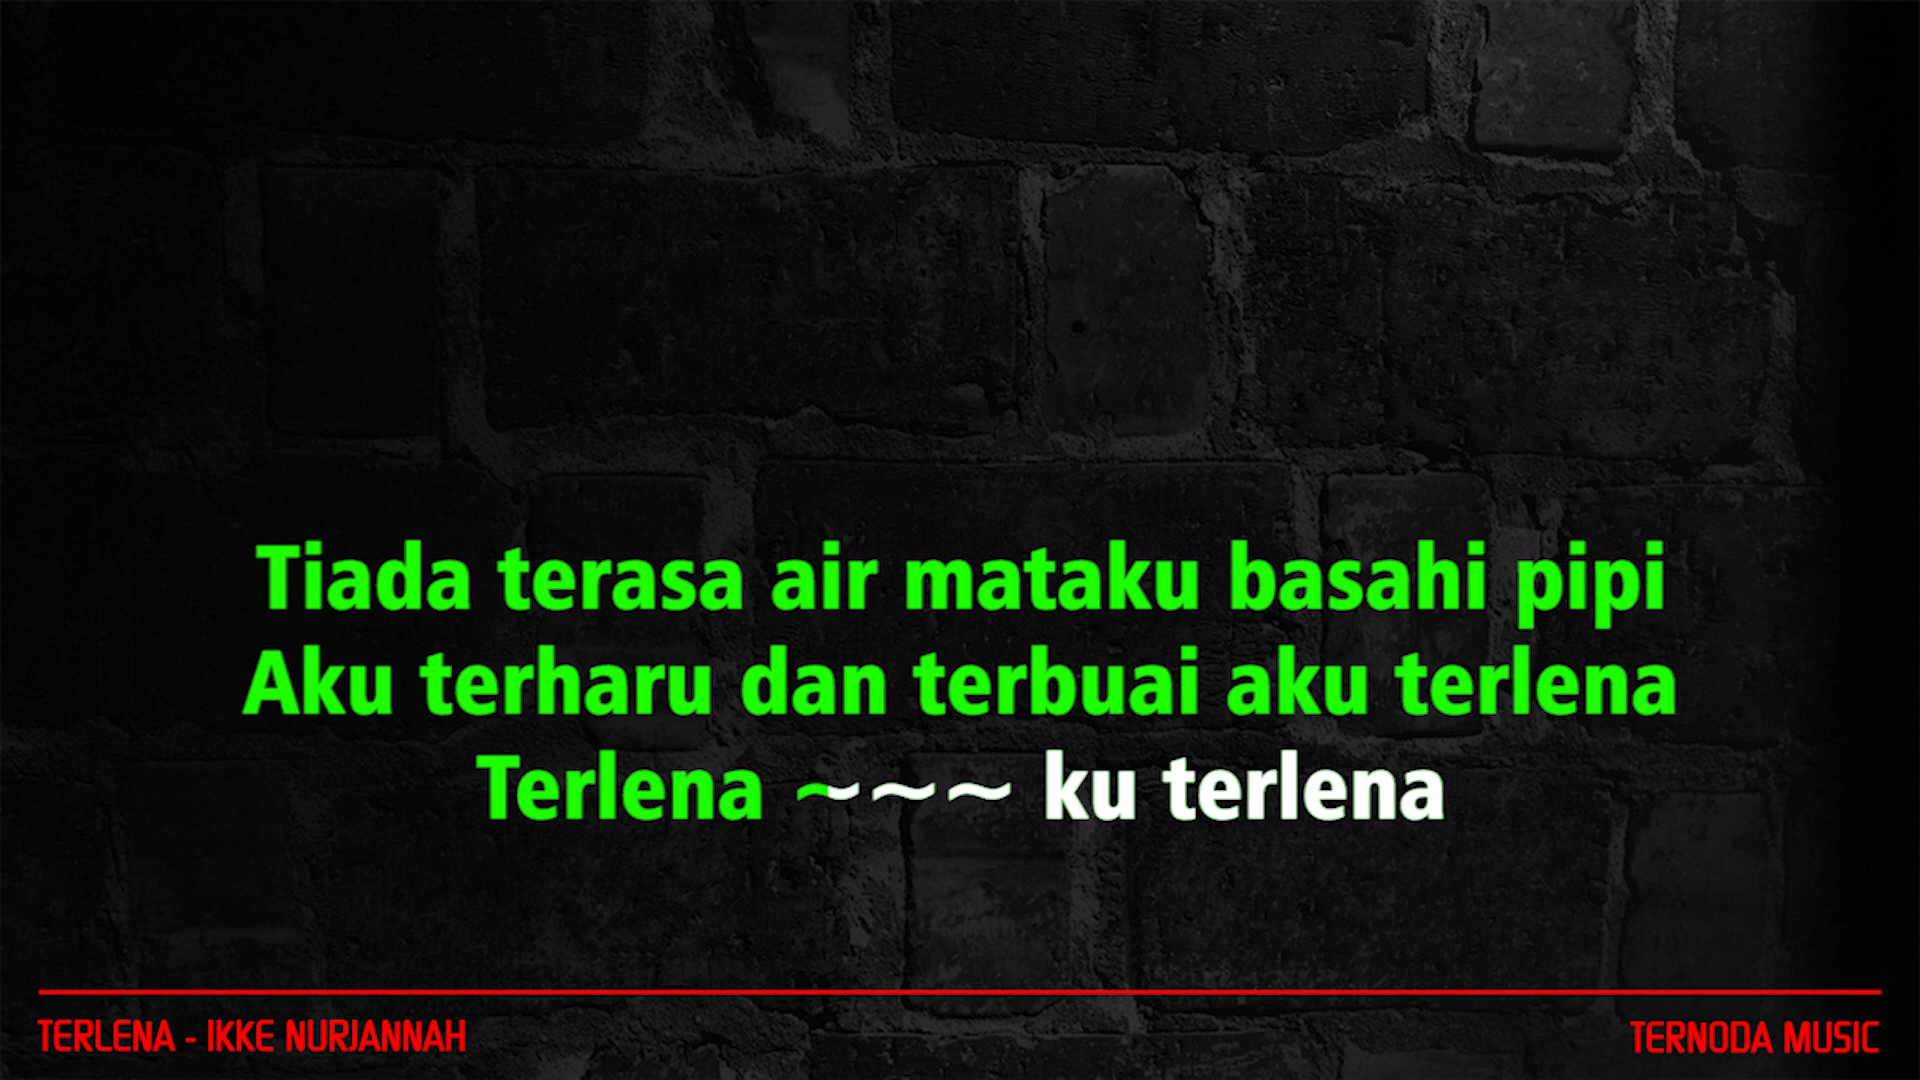 Tiada terasa air mataku basahi pipi
Aku terharu dan terbuai aku terlena
Terlena ~~~ ku terlena
TERLENA - IKKE NURJANNAH
TERNODA MUSIC